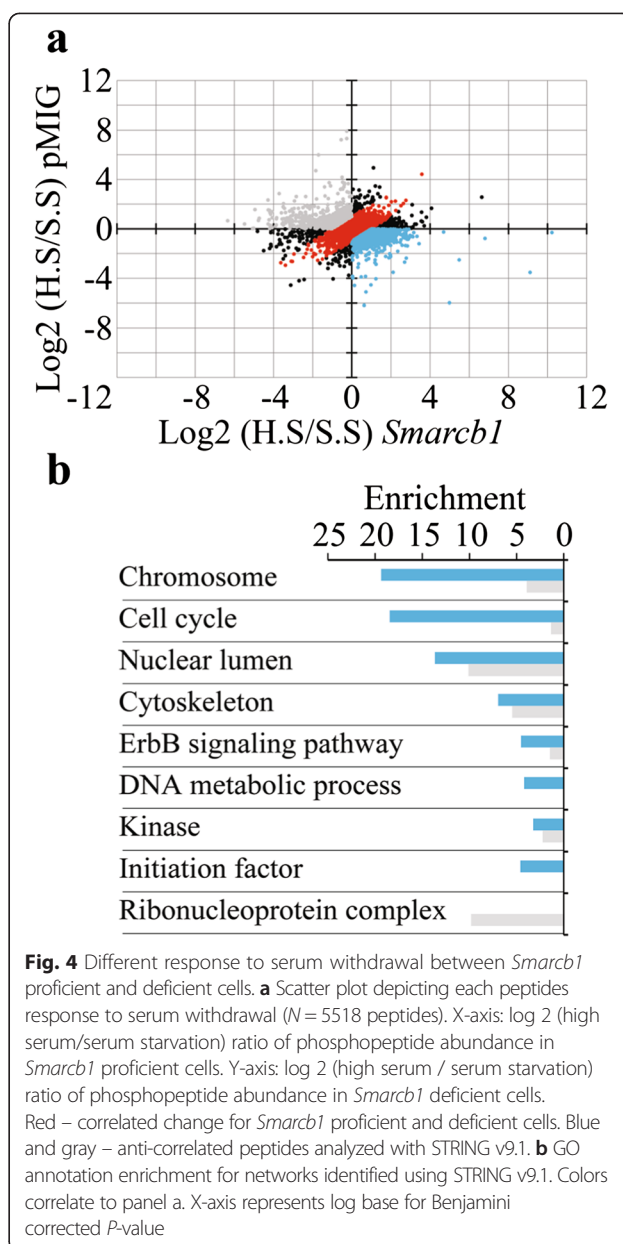 a
12
8
4
0
-4
-8
-12
-8
-4
0
4
8
12
Log2 (H.S/S.S) pMIG
Log2 (H.S/S.S) Smarcb1
b
Enrichment
25 20 15 10 5 0
Chromosome
Cell cycle
Nuclear lumen
Cytoskeleton
ErbB signaling pathway
DNA metabolic process
Kinase
Initiation factor
Ribonucleoprotein complex
Fig. 4 Different response to serum withdrawal between Smarcb1
proficient and deficient cells. a Scatter plot depicting each peptides
response to serum withdrawal (N = 5518 peptides). X-axis: log 2 (high
serum/serum starvation) ratio of phosphopeptide abundance in
Smarcb1 proficient cells. Y-axis: log 2 (high serum / serum starvation)
ratio of phosphopeptide abundance in Smarcb1 deficient cells.
Red – correlated change for Smarcb1 proficient and deficient cells. Blue
and gray – anti-correlated peptides analyzed with STRING v9.1. b GO
annotation enrichment for networks identified using STRING v9.1. Colors
correlate to panel a. X-axis represents log base for Benjamini
corrected P-value